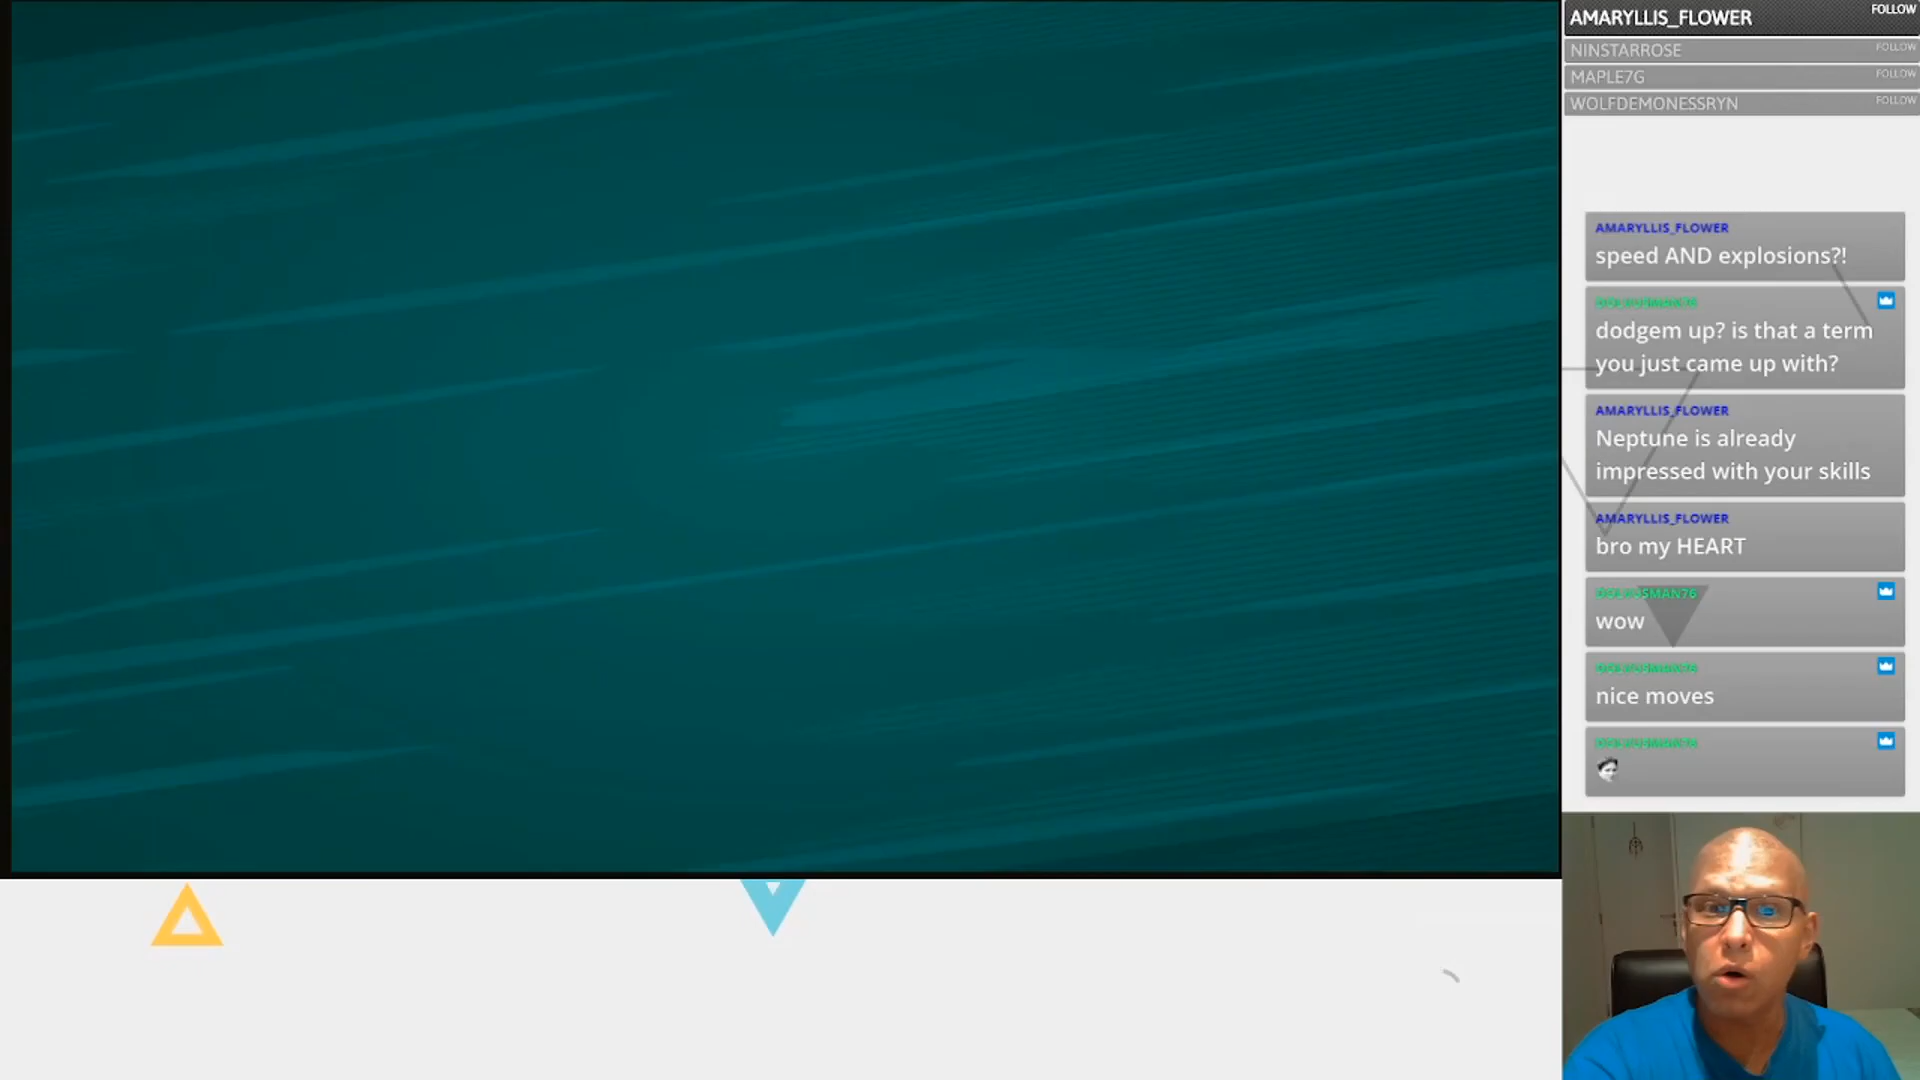 AMARYLLIS_FLOWER FOLLOW
NINSTARROSE FOLLOW
MAPLE7G FOLLOW
WOLFDEMONESSRYN FOLLOW
AMARYLLIS_FLOWER
speed AND explosions?!
dodgem up? is that a term
you just came up with?
AMARYLLIS_FLOWER
Neptune is already
impressed with your skills
AMARYLLIS_FLOWER
bro my HEART
wow
nice moves